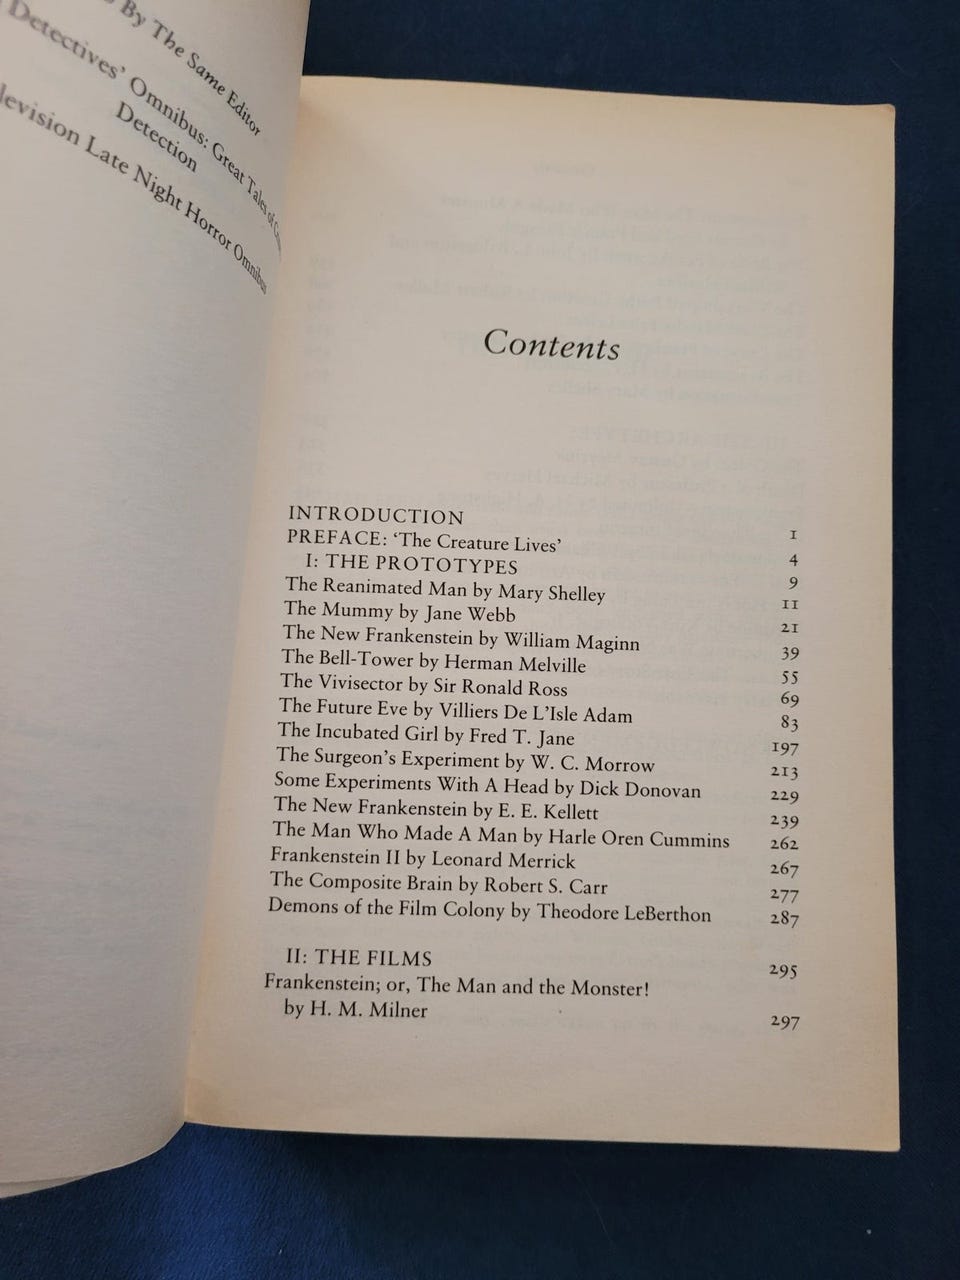 By The Same Editor
Detectives' Omnibus: Great Tales of
Detection
Late Night Horror Omnibus
Contents
INTRODUCTION 1
PREFACE: ‘The Creature Lives’ 4
I: THE PROTOTYPES 9
The Reanimated Man by Mary Shelley 11
The Mummy by Jane Webb 21
The New Frankenstein by William Maginn 39
The Bell-Tower by Herman Melville 55
The Vivisector by Sir Ronald Ross 69
The Future Eve by Villiers De L'Isle Adam 83
The Incubated Girl by Fred T. Jane 197
The Surgeon's Experiment by W. C. Morrow 213
Some Experiments With A Head by Dick Donovan 229
The New Frankenstein by E. E. Kellett 239
The Man Who Made A Man by Harle Oren Cummins 262
Frankenstein II by Leonard Merrick 267
The Composite Brain by Robert S. Carr 277
Demons of the Film Colony by Theodore LeBerthon 287
II: THE FILMS 295
Frankenstein; or, The Man and the Monster!
by H. M. Milner 297